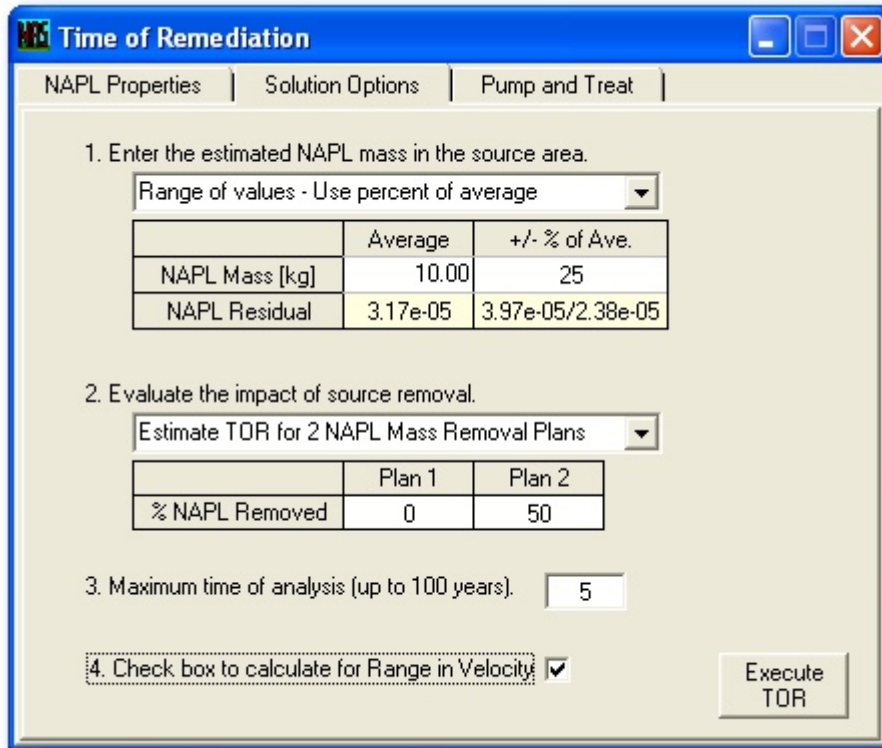 NAS Time of Remediation
NAPL Properties Solution Options Pump and Treat
1. Enter the estimated NAPL mass in the source area.
Range of values - Use percent of average
Average +/- % of Ave.
NAPL Mass [kg] 10.00 25
NAPL Residual 3.17e-05 3.97e-05/2.38e-05
2. Evaluate the impact of source removal.
Estimate TOR for 2 NAPL Mass Removal Plans
Plan 1 Plan 2
% NAPL Removed 0 50
3. Maximum time of analysis (up to 100 years). 5
4. Check box to calculate for Range in Velocity
Execute
TOR